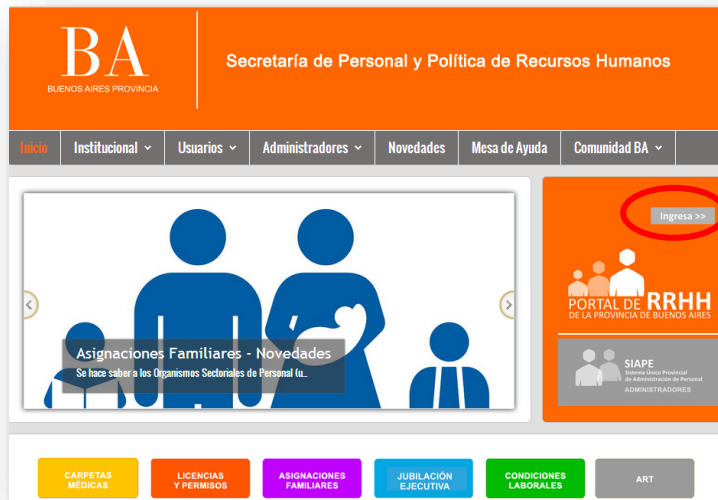 BA
BUENOS AIRES PROVINCIA
Secretaría de Personal y Política de Recursos Humanos
Inicio Institucional Usuarios Administradores Novedades Mesa de Ayuda Comunidad BA
Ingresa >>
PORTAL DE RRHH
DE LA PROVINCIA DE BUENOS AIRES
Asignaciones Familiares - Novedades
Se hace saber a los Organismos Sectoriales de Personal (u...
SIAPE
Sistema Único Provincial
de Administración de Personal
ADMINISTRADORES
CARPETAS
MÉDICAS
LICENCIAS
Y PERMISOS
ASIGNACIONES
FAMILIARES
JUBILACIÓN
EJECUTIVA
CONDICIONES
LABORALES
ART